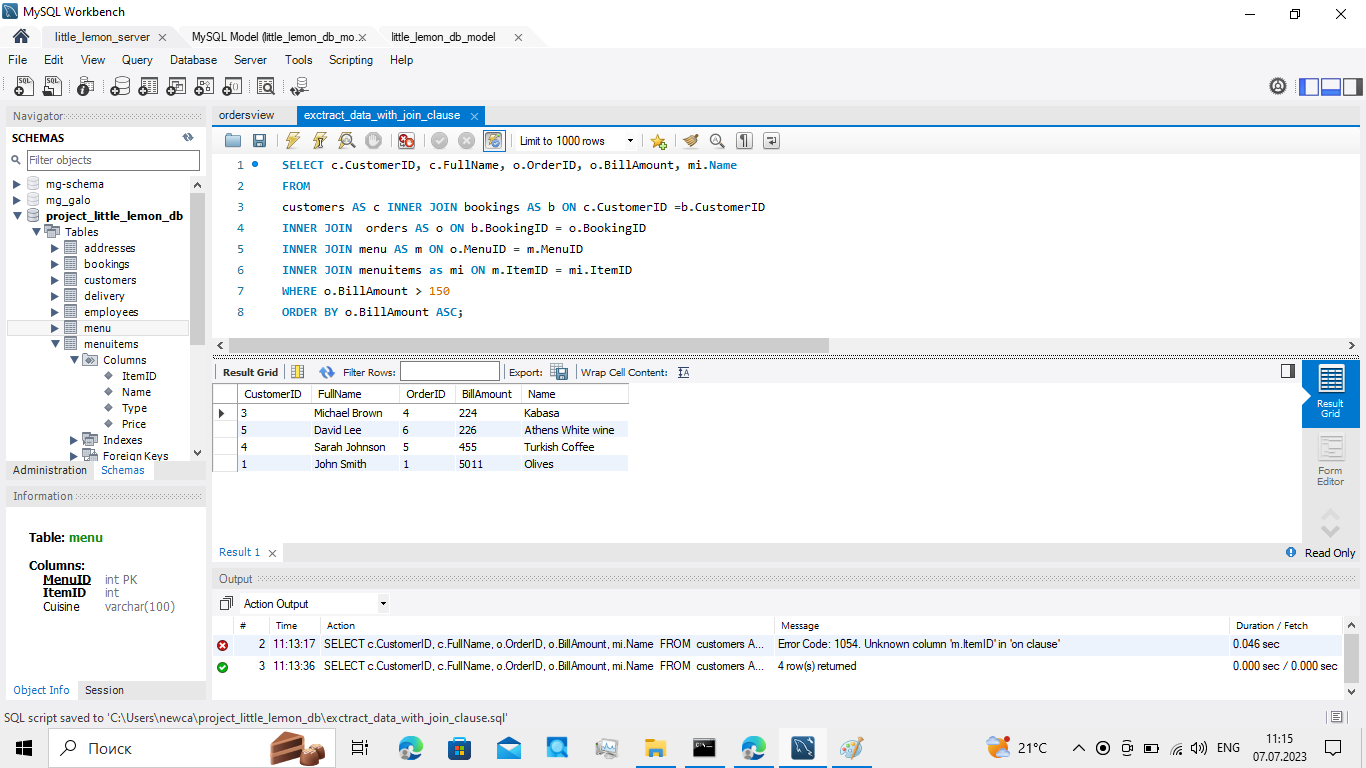 MySQL Workbench
little_lemon_server
MySQL Model (little_lemon_db_mo...
little_lemon_db_model
File Edit View Query Database Server Tools Scripting Help
Navigator
SCHEMAS
Filter objects
mg-schema
mg_galo
project_little_lemon_db
Tables
addresses
bookings
customers
delivery
employees
menu
menuitems
Columns
ItemID
Name
Type
Price
Indexes
Foreign Keys
Administration Schemas
Information
Table: menu
Columns:
MenuID int PK
ItemID int
Cuisine varchar(100)
Object Info Session
ordersview
exctract_data_with_join_clause
Limit to 1000 rows
1 SELECT c.CustomerID, c.FullName, o.OrderID, o.BillAmount, mi.Name
2 FROM
3 customers AS c INNER JOIN bookings AS b ON c.CustomerID =b.CustomerID
4 INNER JOIN  orders AS o ON b.BookingID = o.BookingID
5 INNER JOIN menu AS m ON o.MenuID = m.MenuID
6 INNER JOIN menuitems as mi ON m.ItemID = mi.ItemID
7 WHERE o.BillAmount > 150
8 ORDER BY o.BillAmount ASC;
Result Grid Filter Rows: Export: Wrap Cell Content:
CustomerID FullName OrderID BillAmount Name
3 Michael Brown 4 224 Kabasa
5 David Lee 6 226 Athens White wine
4 Sarah Johnson 5 455 Turkish Coffee
1 John Smith 1 5011 Olives
Result
Grid
Form
Editor
Result 1
Read Only
Output
Action Output
# Time Action Message Duration / Fetch
2 11:13:17 SELECT c.CustomerID, c.FullName, o.OrderID, o.BillAmount, mi.Name FROM customers A... Error Code: 1054. Unknown column 'm.ItemID' in 'on clause' 0.046 sec
3 11:13:36 SELECT c.CustomerID, c.FullName, o.OrderID, o.BillAmount, mi.Name FROM customers A... 4 row(s) returned 0.000 sec / 0.000 sec
SQL script saved to 'C:\Users\newca\project_little_lemon_db\exctract_data_with_join_clause.sql'
Поиск
21°C
ENG
11:15
07.07.2023